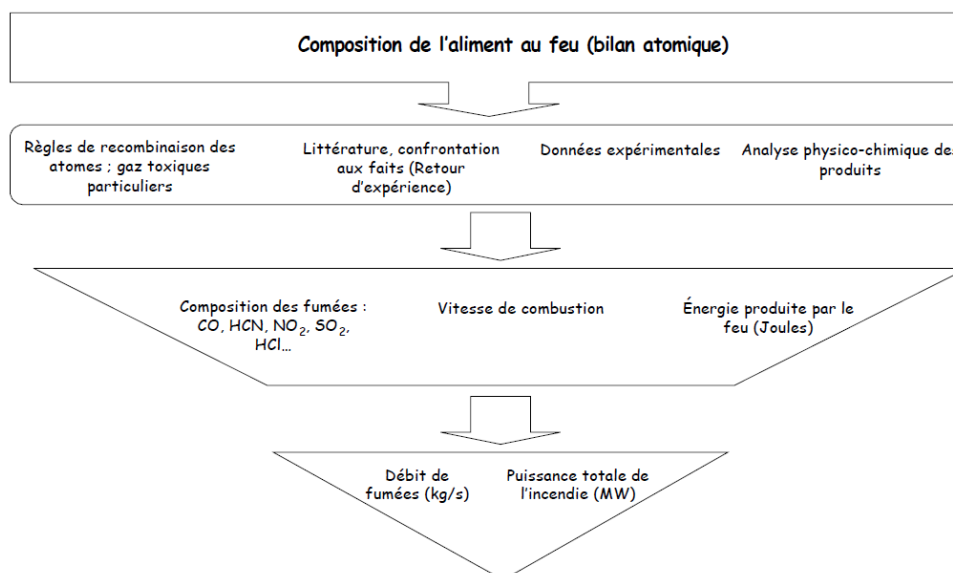 Composition de l'aliment au feu (bilan atomique)
Règles de recombinaison des
atomes ; gaz toxiques
particuliers
Littérature, confrontation
aux faits (Retour
d'expérience)
Données expérimentales
Analyse physico-chimique des
produits
Composition des fumées :
CO, HCN, NO2, SO2,
HCl…
Vitesse de combustion
Énergie produite par le
feu (Joules)
Débit de
fumées (kg/s)
Puissance totale de
l'incendie (MW)